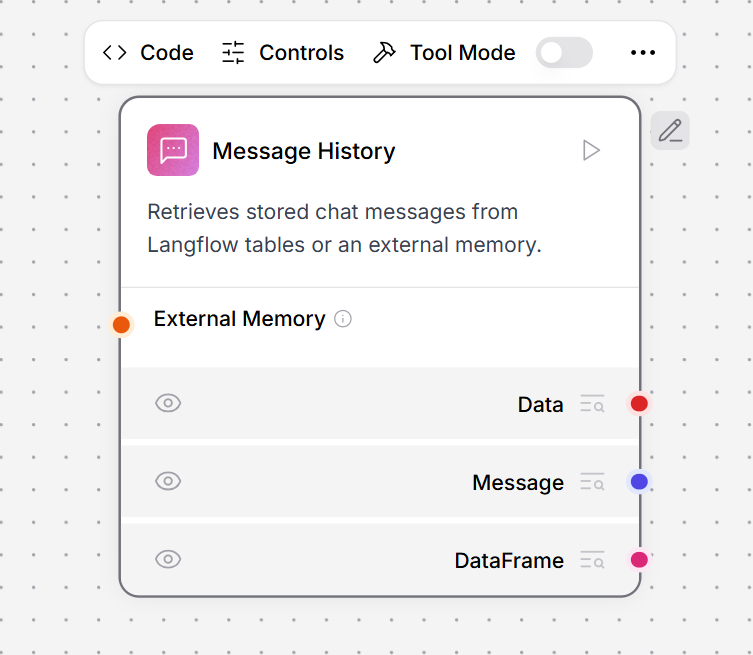 Code Controls Tool Mode
Message History
Retrieves stored chat messages from
Langflow tables or an external memory.
External Memory
Data
Message
DataFrame